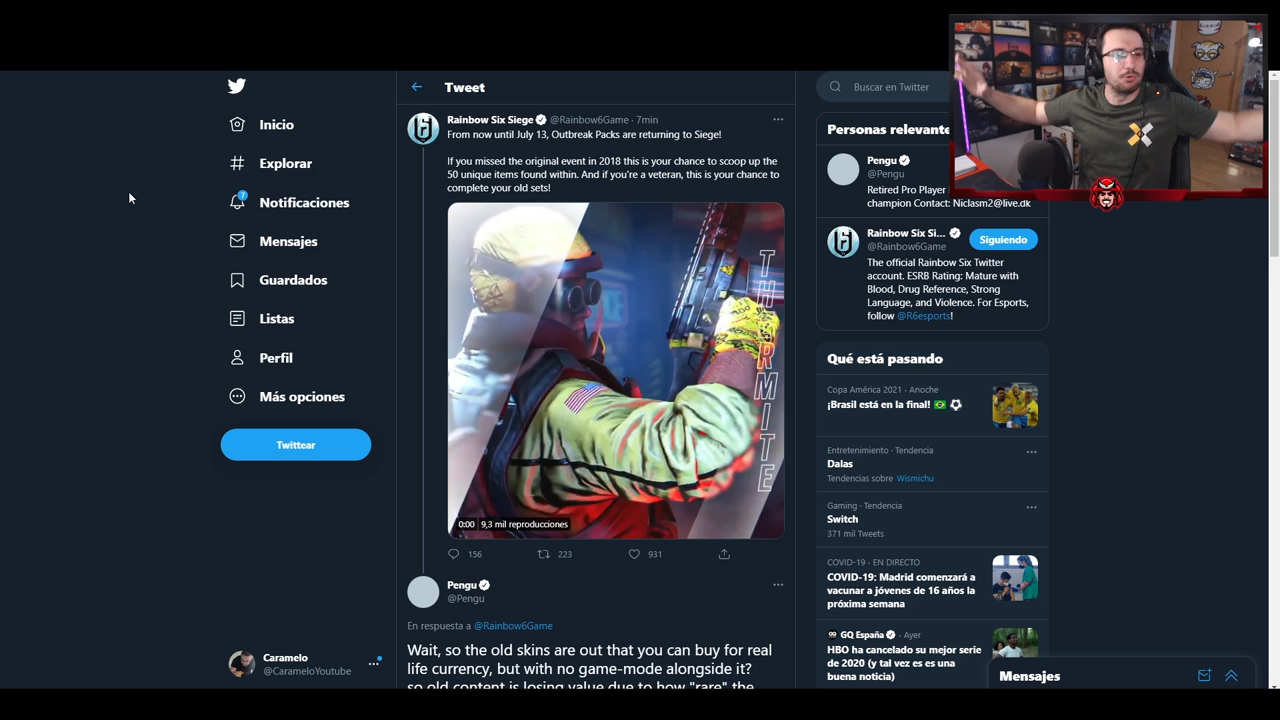 Inicio
Explorar
7
Notificaciones
Mensajes
Guardados
Listas
Perfil
Más opciones
Twittear
Caramelo
@CarameloYoutube
Tweet
Rainbow Six Siege @Rainbow6Game · 7min
From now until July 13, Outbreak Packs are returning to Siege!
If you missed the original event in 2018 this is your chance to scoop up the
50 unique items found within. And if you're a veteran, this is your chance to
complete your old sets!
THERMITE
0:00 9,3 mil reproducciones
156 223 931
Pengu
@Pengu
En respuesta a @Rainbow6Game
Wait, so the old skins are out that you can buy for real
life currency, but with no game-mode alongside it?
so old content is losing value due to how "rare" the
Buscar en Twitter
Personas relevante
Pengu
@Pengu
Retired Pro Player
champion Contact: Niclasm2@live.dk
Rainbow Six Si...
@Rainbow6Game
Siguiendo
The official Rainbow Six Twitter
account. ESRB Rating: Mature with
Blood, Drug Reference, Strong
Language, and Violence. For Esports,
follow @R6esports!
Qué está pasando
Copa América 2021 · Anoche
¡Brasil está en la final! 🇧🇷 ⚽
Entretenimiento · Tendencia
Dalas
Tendencias sobre Wismichu
Gaming · Tendencia
Switch
371 mil Tweets
COVID-19 · EN DIRECTO
COVID-19: Madrid comenzará a
vacunar a jóvenes de 16 años la
próxima semana
GQ España · Ayer
HBO ha cancelado su mejor serie
de 2020 (y tal vez es es una
buena noticia)
Mensajes